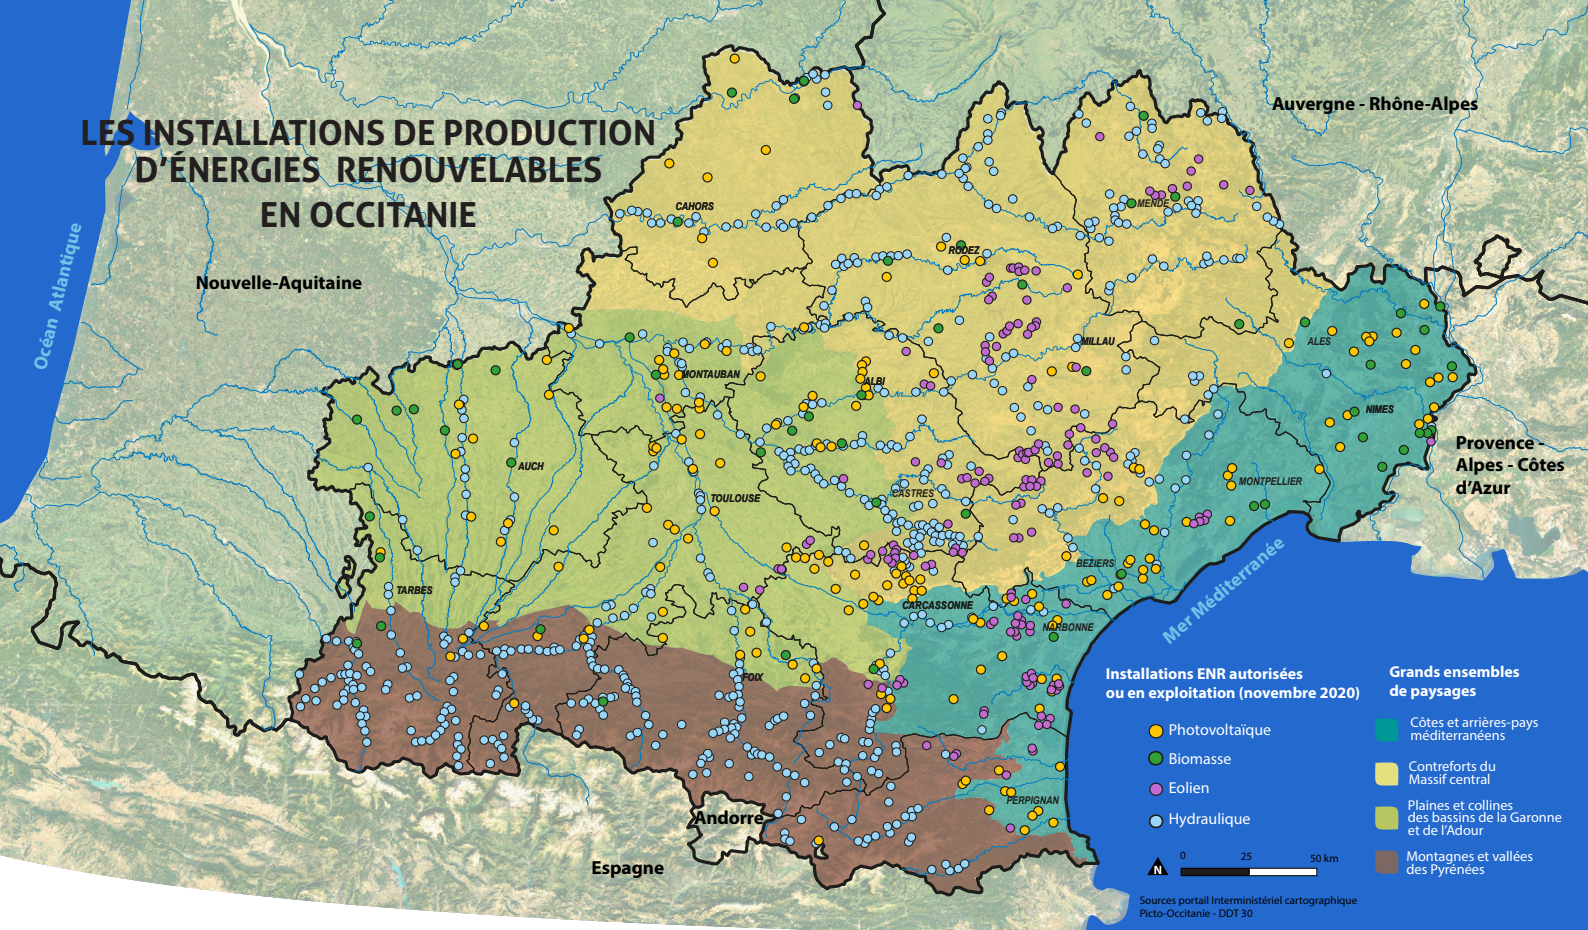 LES INSTALLATIONS DE PRODUCTION
D'ÉNERGIES RENOUVELABLES
EN OCCITANIE
Auvergne - Rhône-Alpes
Nouvelle-Aquitaine
Océan Atlantique
CAHORS
MENDE
RODEZ
MILLAU
ALES
MONTAUBAN
ALBI
NIMES
Provence -
Alpes - Côtes
d'Azur
AUCH
TOULOUSE
CASTRES
MONTPELLIER
BEZIERS
Mer Méditerranée
TARBES
CARCASSONNE
NARBONNE
FOIX
PERPIGNAN
Andorre
Espagne
Installations ENR autorisées
ou en exploitation (novembre 2020)
Photovoltaïque
Biomasse
Eolien
Hydraulique
Grands ensembles
de paysages
Côtes et arrières-pays
méditerranéens
Contreforts du
Massif central
Plaines et collines
des bassins de la Garonne
et de l'Adour
Montagnes et vallées
des Pyrénées
N
0 25 50 km
Sources portail Interministériel cartographique
Picto-Occitanie - DDT 30